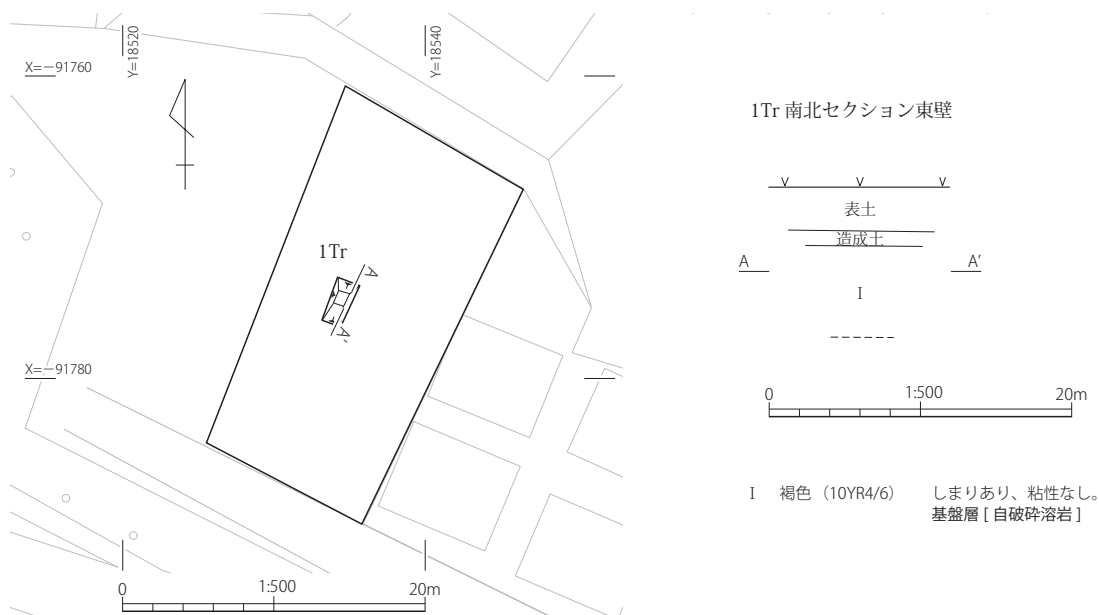 Y=18520
Y=18540
X=－91760
1Tr
A
A′
X=－91780
0
1:500
20m
1Tr 南北セクション東壁
表土
造成土
A
A′
I
0
1:500
20m
I 褐色（10YR4/6） しまりあり、粘性なし。
基盤層 [ 自破砕溶岩 ]